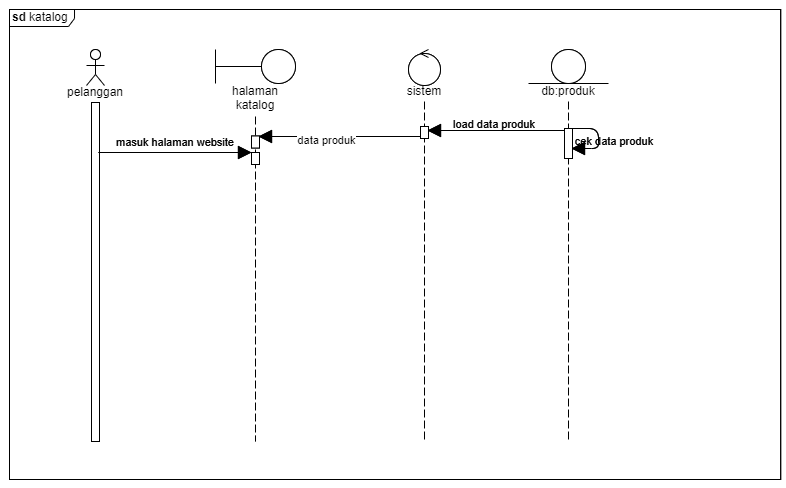 sd katalog
pelanggan
halaman
katalog
sistem
db:produk
load data produk
data produk
cek data produk
masuk halaman website